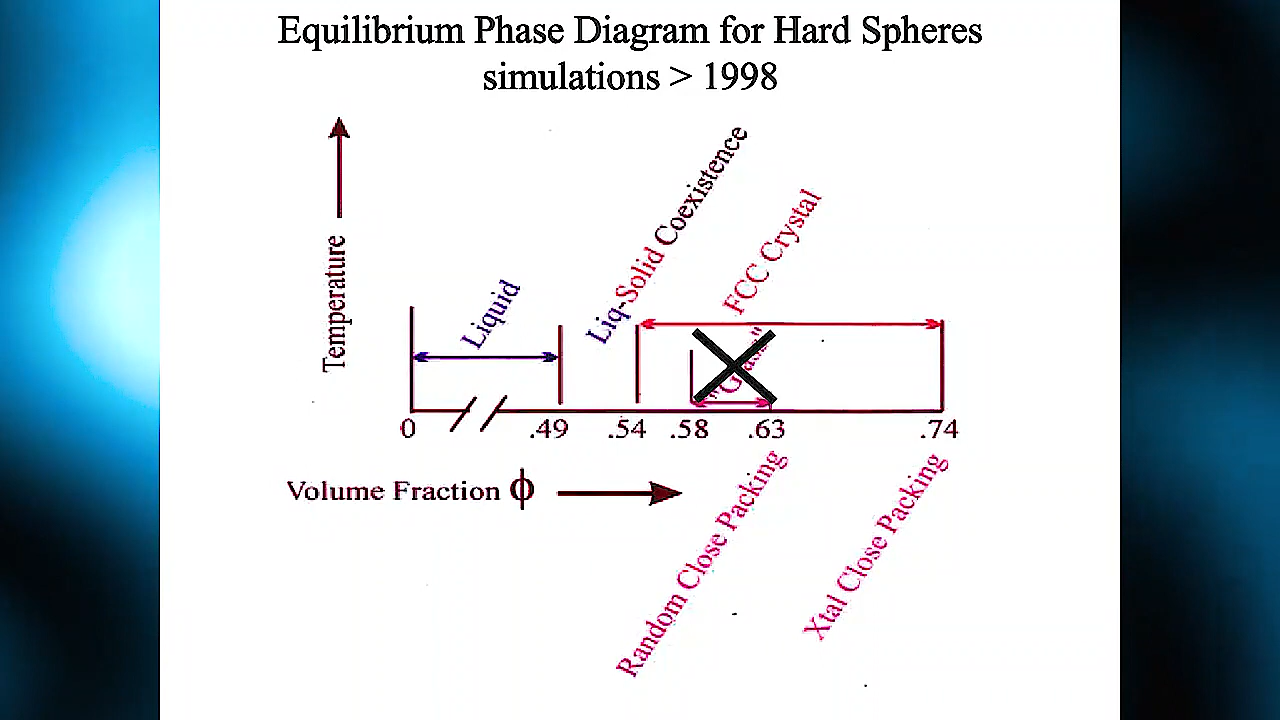 Equilibrium Phase Diagram for Hard Spheres
simulations > 1998
Temperature
Liquid
Liq-Solid Coexistence
FCC Crystal
0
.49
.54
.58
.63
.74
Volume Fraction ϕ
Random Close Packing
Xtal Close Packing